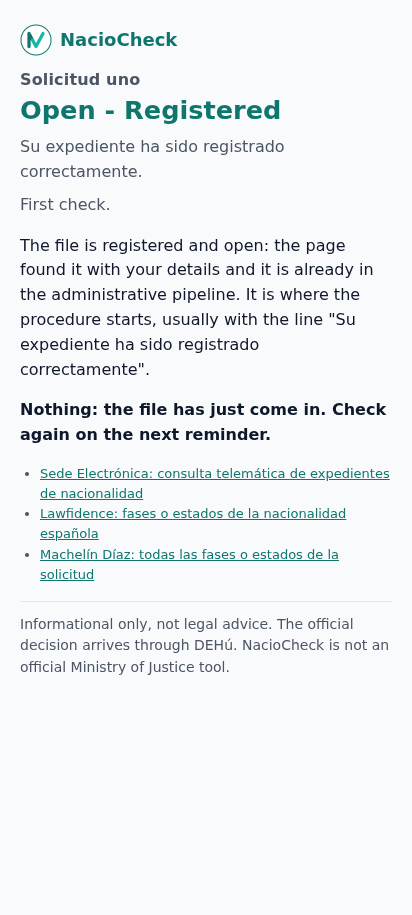 NacioCheck
Solicitud uno
Open - Registered
Su expediente ha sido registrado
correctamente.
First check.
The file is registered and open: the page
found it with your details and it is already in
the administrative pipeline. It is where the
procedure starts, usually with the line "Su
expediente ha sido registrado
correctamente".
Nothing: the file has just come in. Check
again on the next reminder.
• Sede Electrónica: consulta telemática de expedientes
de nacionalidad
• Lawfidence: fases o estados de la nacionalidad
española
• Machelín Díaz: todas las fases o estados de la
solicitud
Informational only, not legal advice. The official
decision arrives through DEHú. NacioCheck is not an
official Ministry of Justice tool.